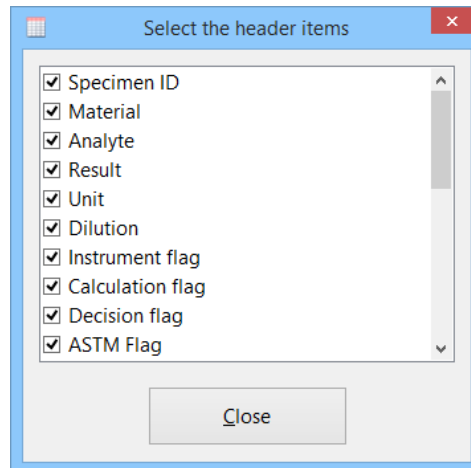 Select the header items
Specimen ID
Material
Analyte
Result
Unit
Dilution
Instrument flag
Calculation flag
Decision flag
ASTM Flag
Close